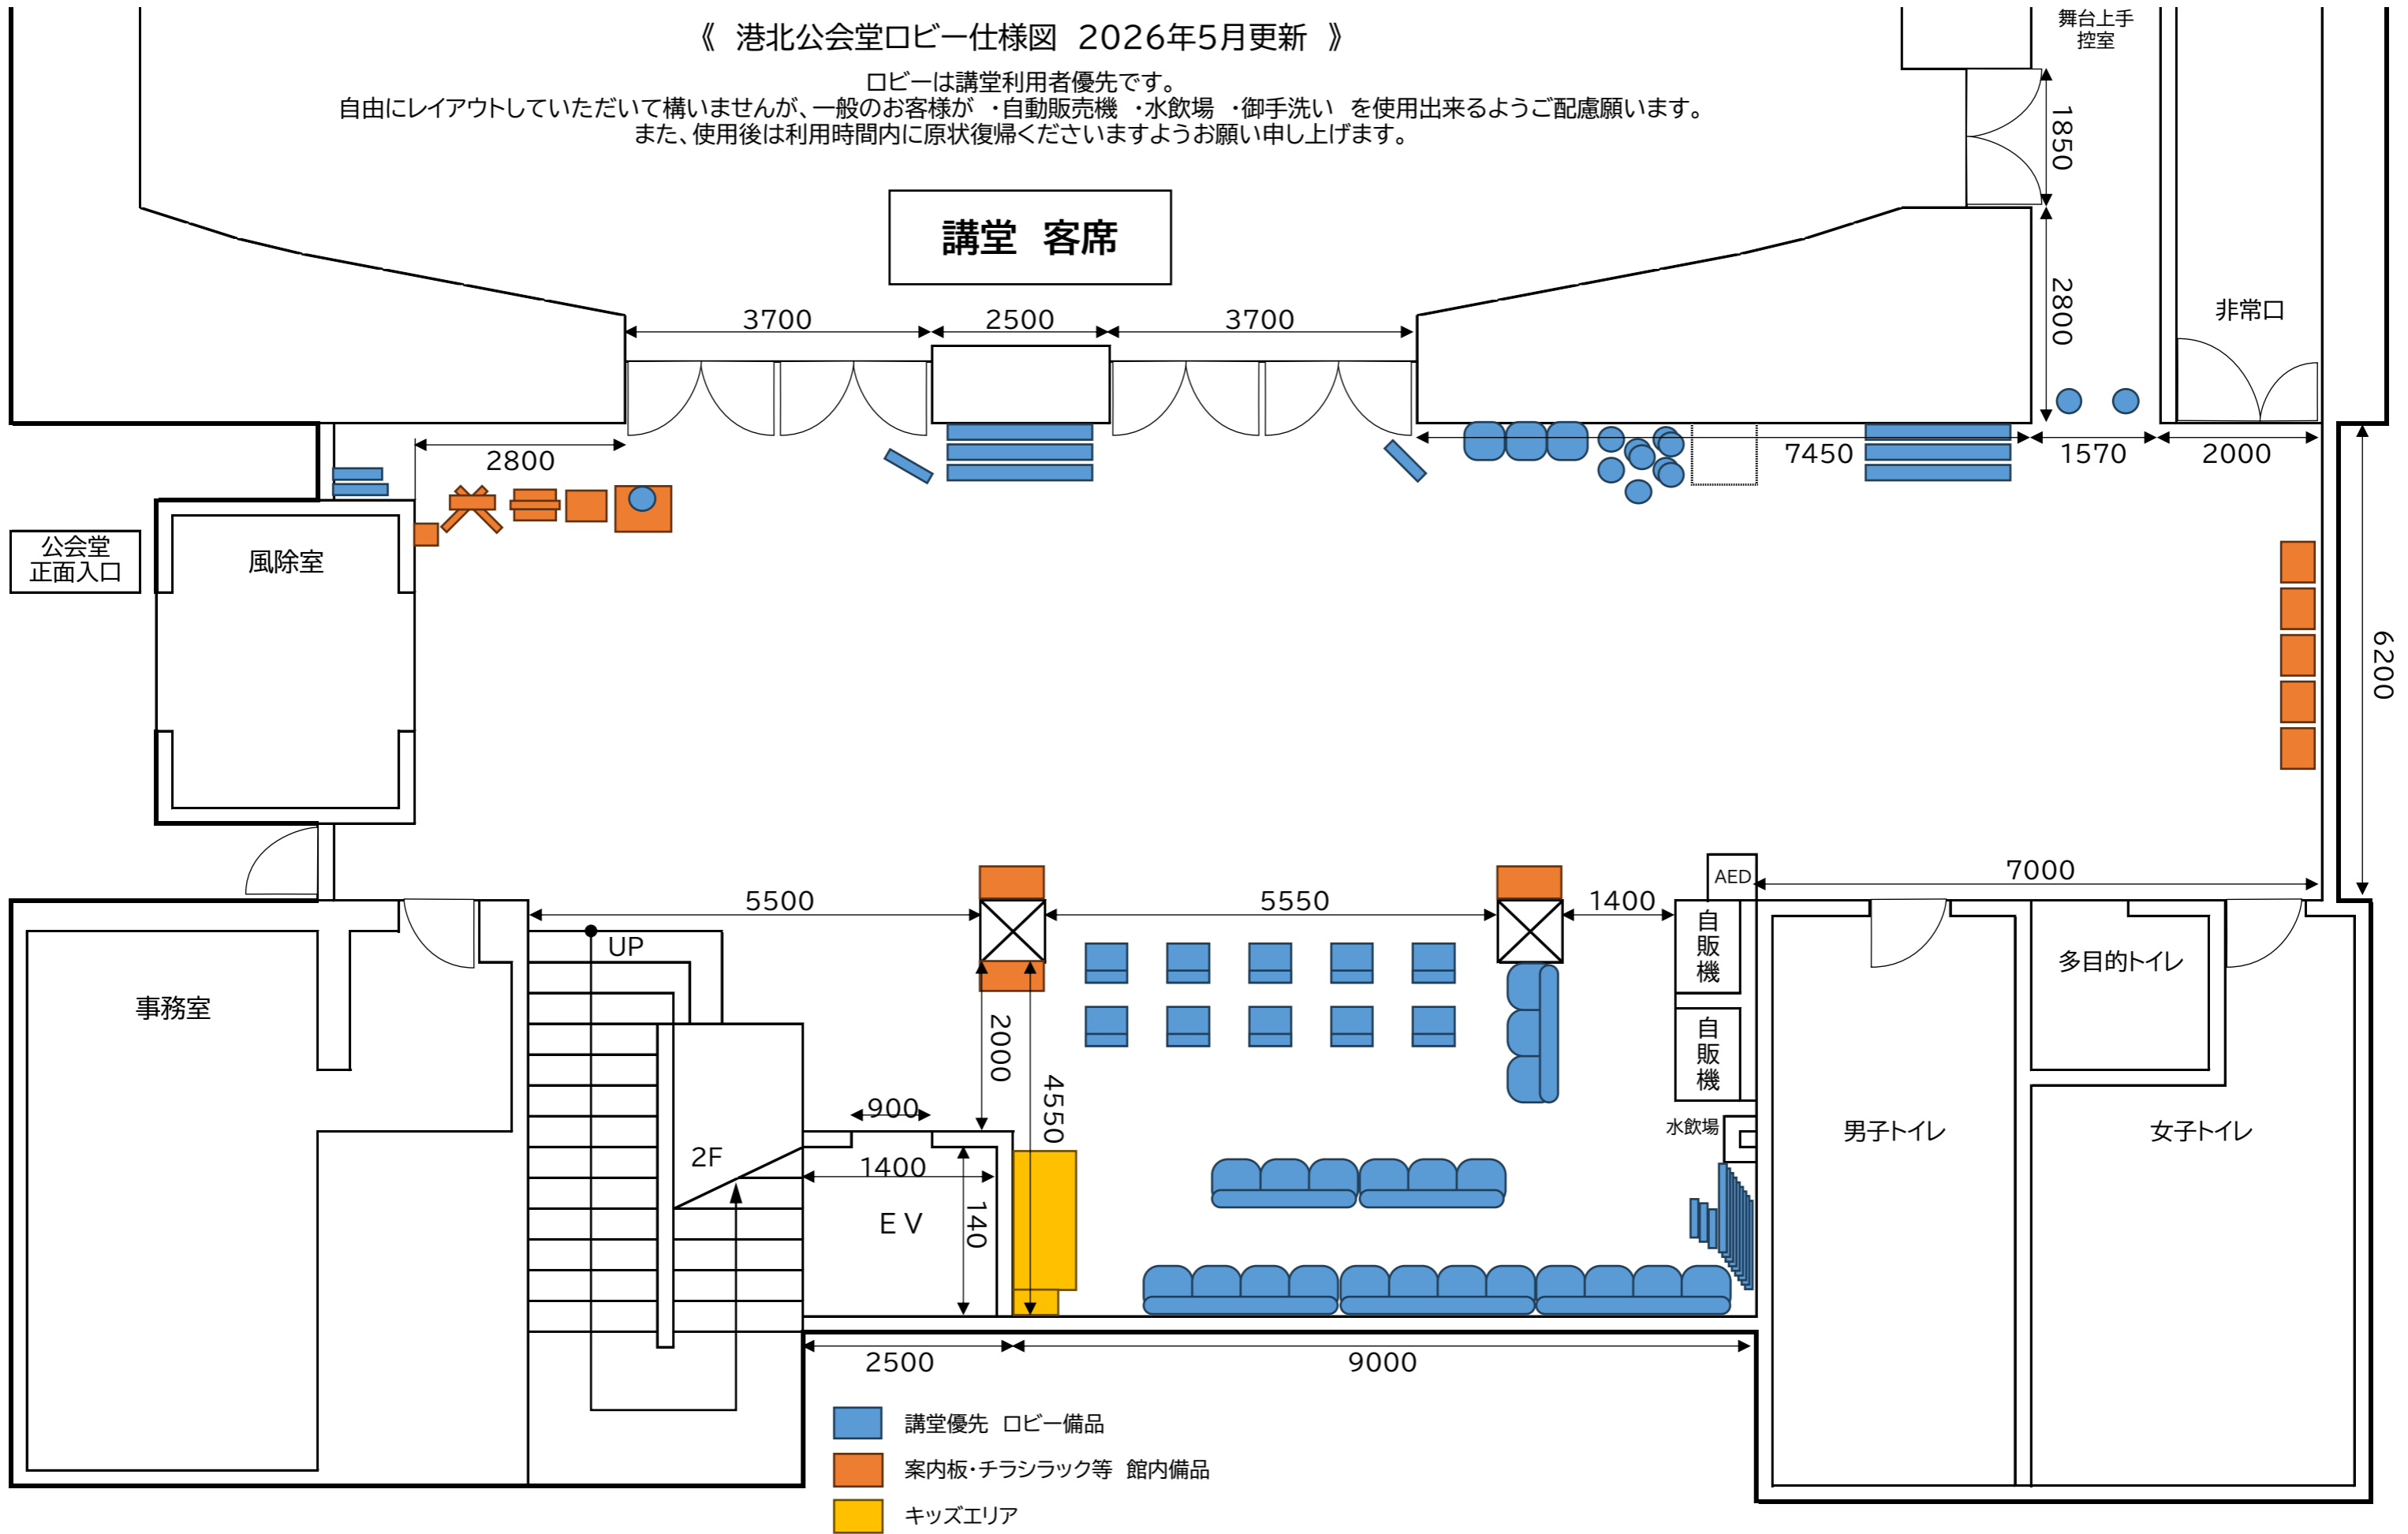 《　港北公会堂ロビー仕様図　2026年5月更新　》
舞台上手
控室
ロビーは講堂利用者優先です。
自由にレイアウトしていただいて構いませんが、一般のお客様が　・自動販売機　・水飲場　・御手洗い　を使用出来るようご配慮願います。
また、使用後は利用時間内に原状復帰くださいますようお願い申し上げます。
1850
講堂　客席
2800
非常口
3700
2500
3700
2800
7450
1570
2000
公会堂
正面入口
風除室
6200
AED
7000
5500
5550
1400
自販機
UP
多目的トイレ
事務室
2000
自販機
4550
900
水飲場
男子トイレ
女子トイレ
2F
1400
EV
140
2500
9000
講堂優先　ロビー備品
案内板・チラシラック等　館内備品
キッズエリア